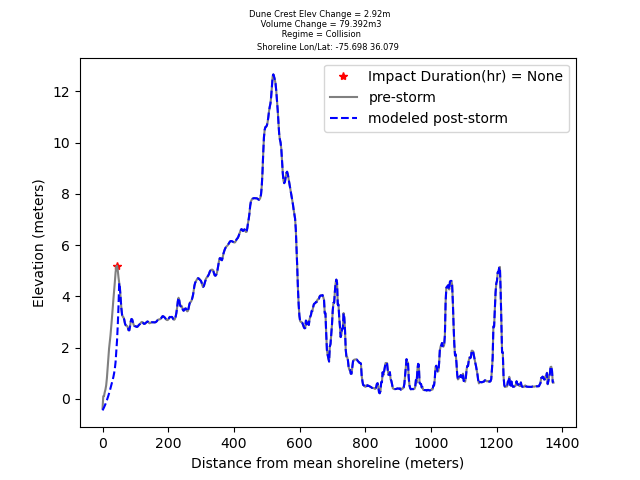 Dune Crest Elev Change = 2.92m
Volume Change = 79.392m3
Regime = Collision
Shoreline Lon/Lat: -75.698 36.079
Impact Duration(hr) = None
pre-storm
modeled post-storm
Elevation (meters)
12
10
8
6
4
2
0
0 200 400 600 800 1000 1200 1400
Distance from mean shoreline (meters)